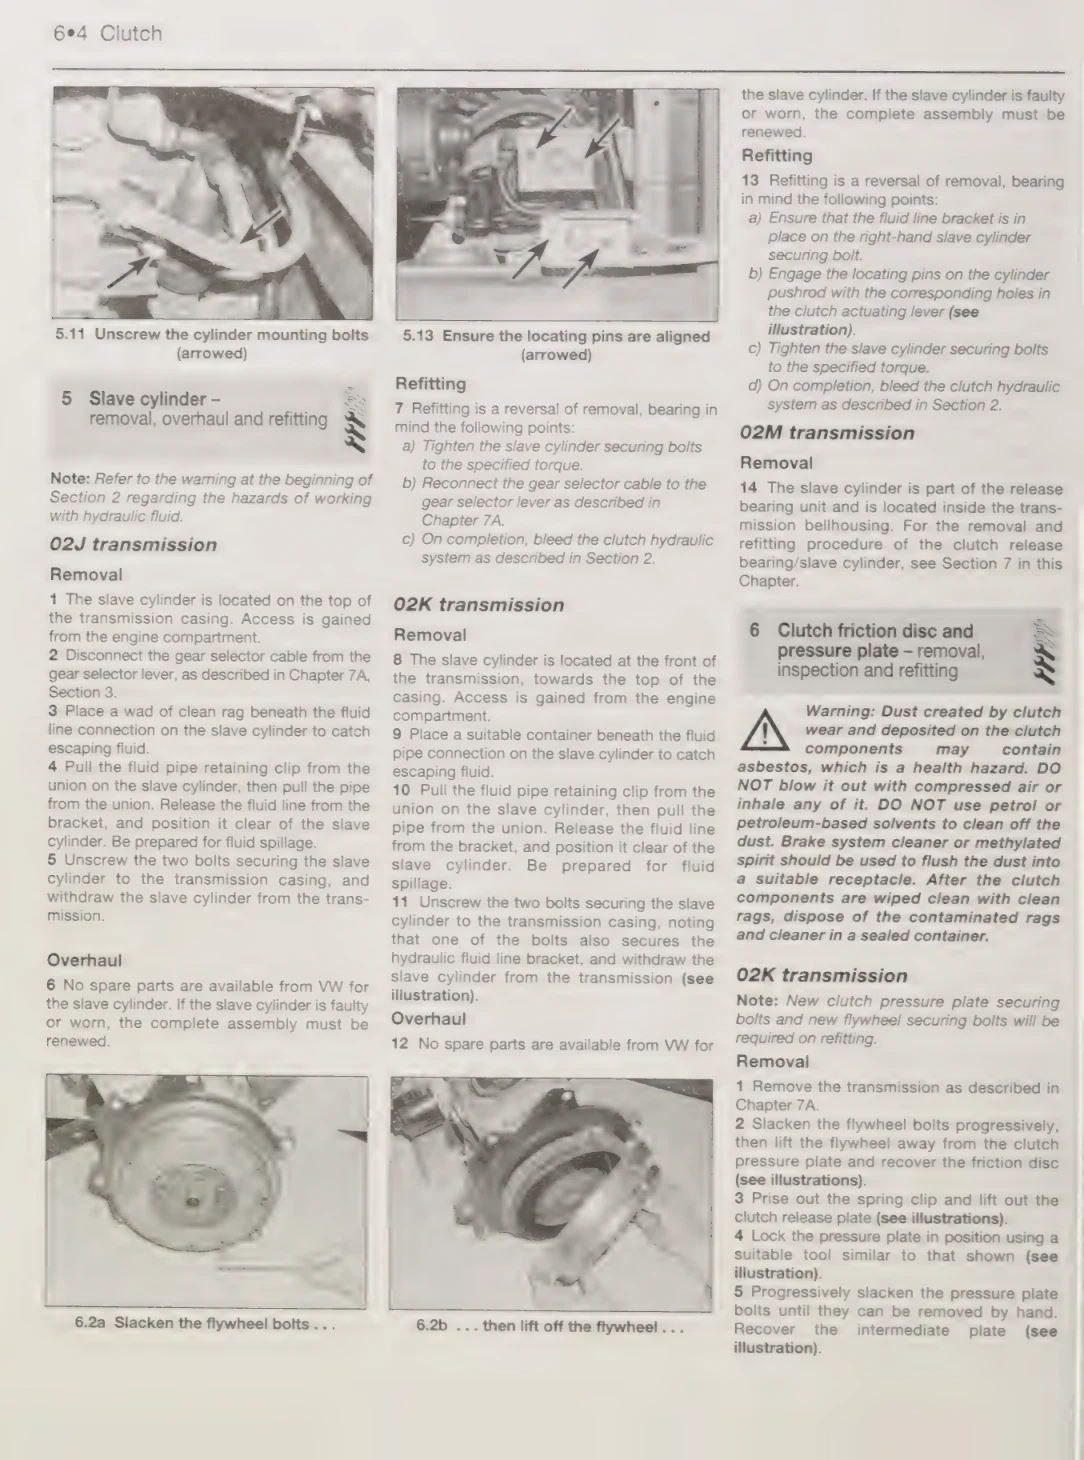 6•4 Clutch
5.11 Unscrew the cylinder mounting bolts
(arrowed)
5 Slave cylinder –
removal, overhaul and refitting
Note: Refer to the warning at the beginning of
Section 2 regarding the hazards of working
with hydraulic fluid.
02J transmission
Removal
1 The slave cylinder is located on the top of
the transmission casing. Access is gained
from the engine compartment.
2 Disconnect the gear selector cable from the
gear selector lever, as described in Chapter 7A,
Section 3.
3 Place a wad of clean rag beneath the fluid
line connection on the slave cylinder to catch
escaping fluid.
4 Pull the fluid pipe retaining clip from the
union on the slave cylinder, then pull the pipe
from the union. Release the fluid line from the
bracket, and position it clear of the slave
cylinder. Be prepared for fluid spillage.
5 Unscrew the two bolts securing the slave
cylinder to the transmission casing, and
withdraw the slave cylinder from the trans-
mission.
Overhaul
6 No spare parts are available from VW for
the slave cylinder. If the slave cylinder is faulty
or worn, the complete assembly must be
renewed.
6.2a Slacken the flywheel bolts . . .
5.13 Ensure the locating pins are aligned
(arrowed)
Refitting
7 Refitting is a reversal of removal, bearing in
mind the following points:
a) Tighten the slave cylinder securing bolts
to the specified torque.
b) Reconnect the gear selector cable to the
gear selector lever as described in
Chapter 7A.
c) On completion, bleed the clutch hydraulic
system as described in Section 2.
02K transmission
Removal
8 The slave cylinder is located at the front of
the transmission, towards the top of the
casing. Access is gained from the engine
compartment.
9 Place a suitable container beneath the fluid
pipe connection on the slave cylinder to catch
escaping fluid.
10 Pull the fluid pipe retaining clip from the
union on the slave cylinder, then pull the
pipe from the union. Release the fluid line
from the bracket, and position it clear of the
slave cylinder. Be prepared for fluid
spillage.
11 Unscrew the two bolts securing the slave
cylinder to the transmission casing, noting
that one of the bolts also secures the
hydraulic fluid line bracket, and withdraw the
slave cylinder from the transmission (see
illustration).
Overhaul
12 No spare parts are available from VW for
6.2b . . . then lift off the flywheel . . .
the slave cylinder. If the slave cylinder is faulty
or worn, the complete assembly must be
renewed.
Refitting
13 Refitting is a reversal of removal, bearing
in mind the following points:
a) Ensure that the fluid line bracket is in
place on the right-hand slave cylinder
securing bolt.
b) Engage the locating pins on the cylinder
pushrod with the corresponding holes in
the clutch actuating lever (see
illustration).
c) Tighten the slave cylinder securing bolts
to the specified torque.
d) On completion, bleed the clutch hydraulic
system as described in Section 2.
02M transmission
Removal
14 The slave cylinder is part of the release
bearing unit and is located inside the trans-
mission bellhousing. For the removal and
refitting procedure of the clutch release
bearing/slave cylinder, see Section 7 in this
Chapter.
6 Clutch friction disc and
pressure plate – removal,
inspection and refitting
Warning: Dust created by clutch
wear and deposited on the clutch
components may contain
asbestos, which is a health hazard. DO
NOT blow it out with compressed air or
inhale any of it. DO NOT use petrol or
petroleum-based solvents to clean off the
dust. Brake system cleaner or methylated
spirit should be used to flush the dust into
a suitable receptacle. After the clutch
components are wiped clean with clean
rags, dispose of the contaminated rags
and cleaner in a sealed container.
02K transmission
Note: New clutch pressure plate securing
bolts and new flywheel securing bolts will be
required on refitting.
Removal
1 Remove the transmission as described in
Chapter 7A.
2 Slacken the flywheel bolts progressively,
then lift the flywheel away from the clutch
pressure plate and recover the friction disc
(see illustrations).
3 Prise out the spring clip and lift out the
clutch release plate (see illustrations).
4 Lock the pressure plate in position using a
suitable tool similar to that shown (see
illustration).
5 Progressively slacken the pressure plate
bolts until they can be removed by hand.
Recover the intermediate plate (see
illustration).